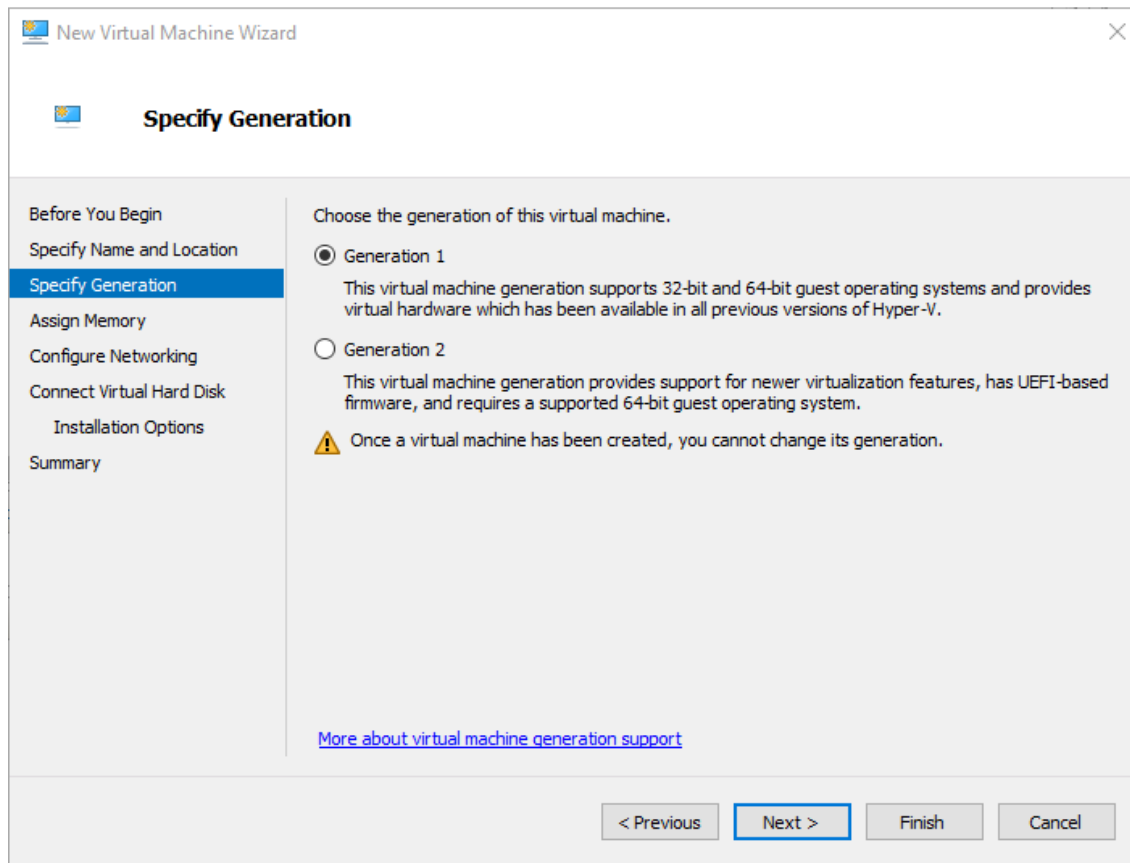 New Virtual Machine Wizard
Specify Generation
Before You Begin
Specify Name and Location
Specify Generation
Assign Memory
Configure Networking
Connect Virtual Hard Disk
Installation Options
Summary
Choose the generation of this virtual machine.
Generation 1
This virtual machine generation supports 32-bit and 64-bit guest operating systems and provides
virtual hardware which has been available in all previous versions of Hyper-V.
Generation 2
This virtual machine generation provides support for newer virtualization features, has UEFI-based
firmware, and requires a supported 64-bit guest operating system.
Once a virtual machine has been created, you cannot change its generation.
More about virtual machine generation support
< Previous
Next >
Finish
Cancel